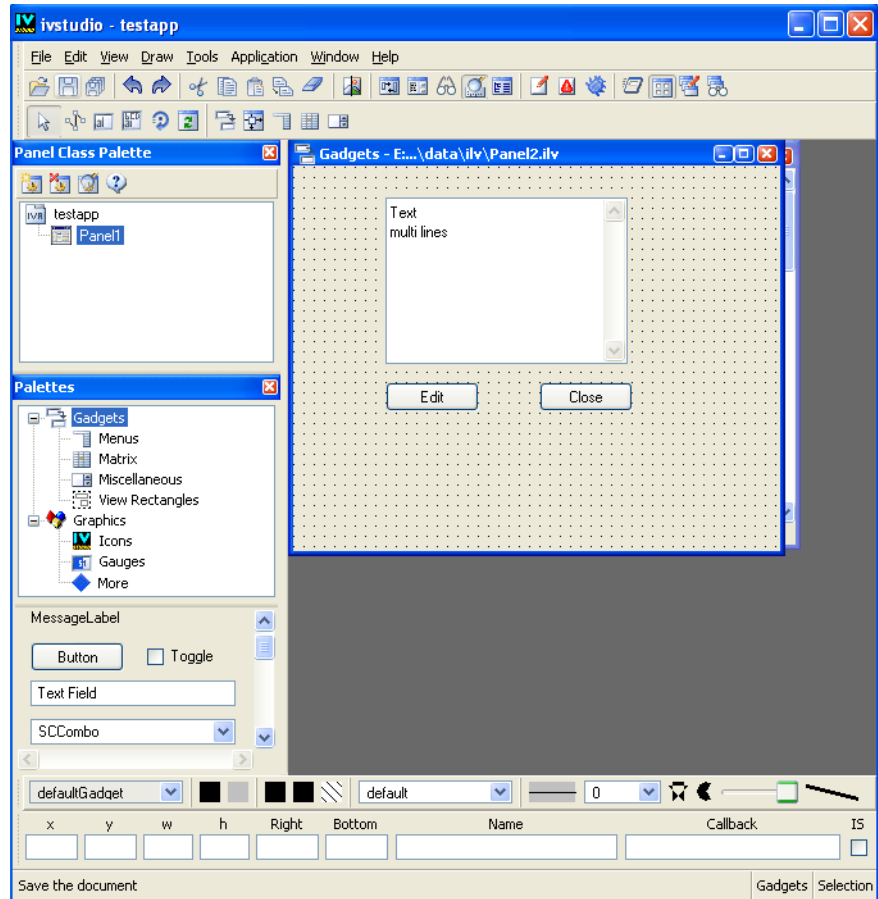 ivstudio - testapp
File Edit View Draw Tools Application Window Help
Panel Class Palette
testapp
Panel1
Gadgets - E:...\data\ilv\Panel2.ilv
Text
multi lines
Edit Close
Palettes
Gadgets
Menus
Matrix
Miscellaneous
View Rectangles
Graphics
Icons
Gauges
More
MessageLabel
Button Toggle
Text Field
SCCombo
defaultGadget default 0
x y w h Right Bottom Name Callback IS
Save the document Gadgets Selection